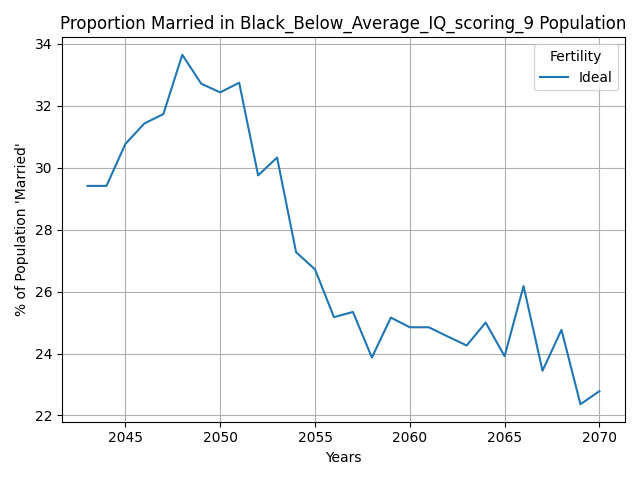 Proportion Married in Black_Below_Average_IQ_scoring_9 Population
Fertility
Ideal
34
32
30
28
26
24
22
% of Population 'Married'
2045 2050 2055 2060 2065 2070
Years